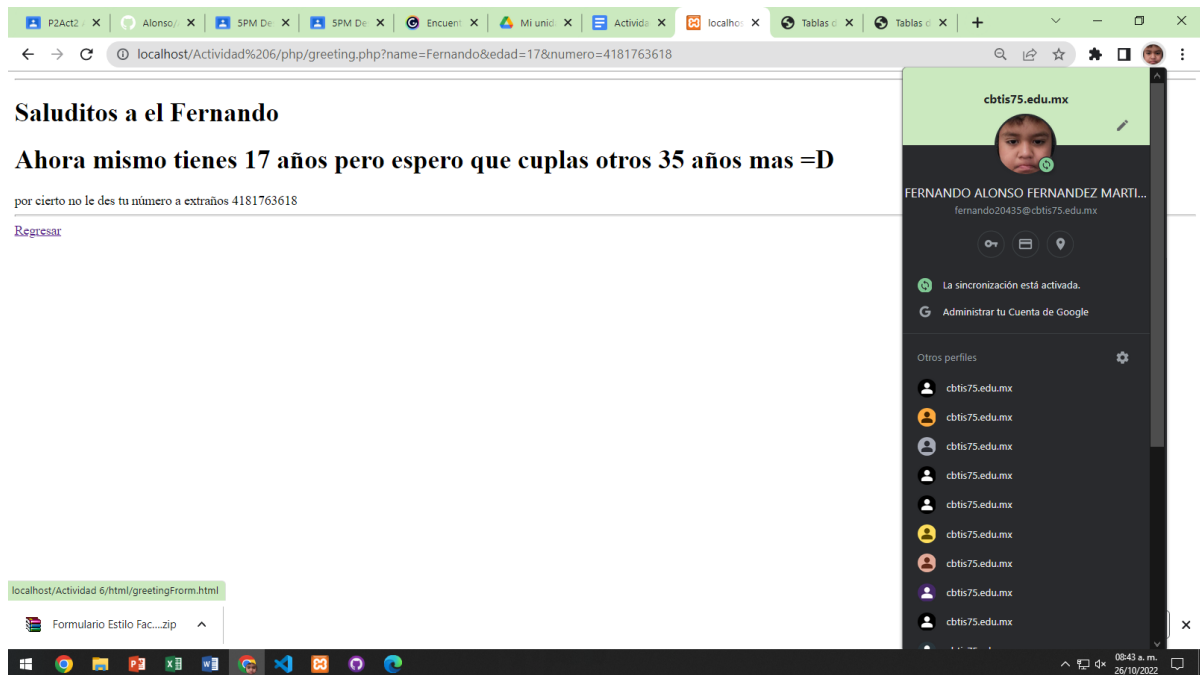 P2Act2
Alonso/
5PM De
5PM De
Encuent
Mi unid
Activida
localhos
Tablas d
Tablas d
localhost/Actividad%206/php/greeting.php?name=Fernando&edad=17&numero=4181763618
Saluditos a el Fernando
Ahora mismo tienes 17 años pero espero que cuplas otros 35 años mas =D
por cierto no le des tu número a extraños 4181763618
Regresar
cbtis75.edu.mx
FERNANDO ALONSO FERNANDEZ MARTI...
fernando20435@cbtis75.edu.mx
La sincronización está activada.
Administrar tu Cuenta de Google
Otros perfiles
cbtis75.edu.mx
cbtis75.edu.mx
cbtis75.edu.mx
cbtis75.edu.mx
cbtis75.edu.mx
cbtis75.edu.mx
cbtis75.edu.mx
cbtis75.edu.mx
cbtis75.edu.mx
localhost/Actividad 6/html/greetingFrorm.html
Formulario Estilo Fac....zip
08:43 a. m.
26/10/2022